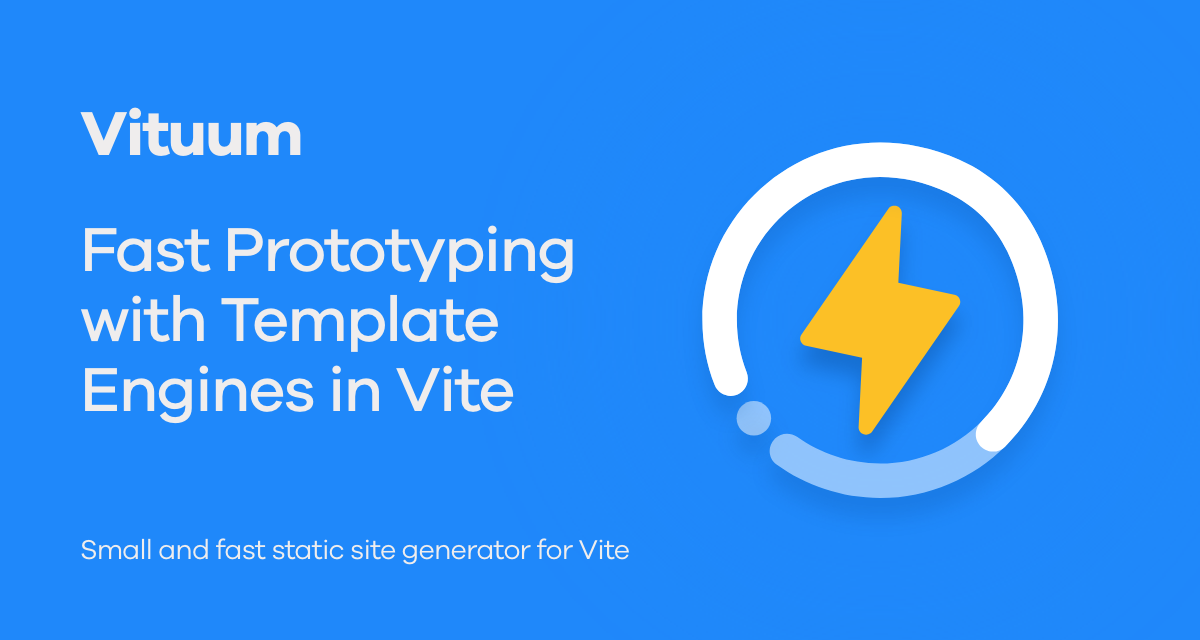 Vituum
Fast Prototyping
with Template
Engines in Vite
Small and fast static site generator for Vite